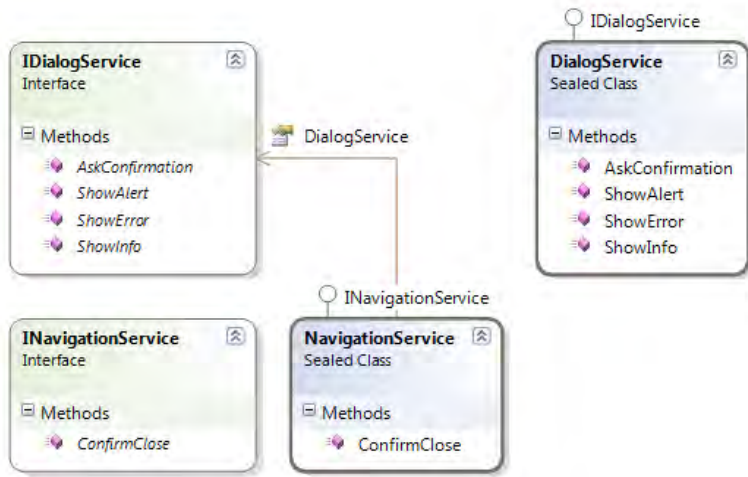 IDialogService
IDialogService
Interface
Methods
AskConfirmation
ShowAlert
ShowError
ShowInfo
DialogService
DialogService
Sealed Class
Methods
AskConfirmation
ShowAlert
ShowError
ShowInfo
INavigationService
INavigationService
Interface
Methods
ConfirmClose
NavigationService
Sealed Class
Methods
ConfirmClose